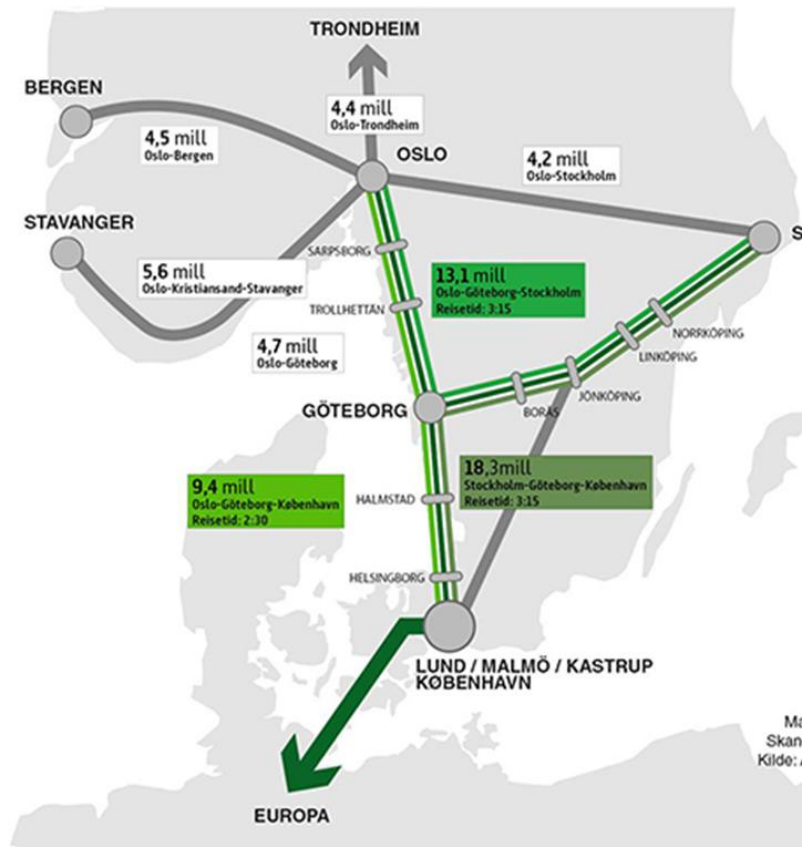 TRONDHEIM
BERGEN
4,4 mill
Oslo-Trondheim
4,5 mill
Oslo-Bergen
OSLO
4,2 mill
Oslo-Stockholm
STAVANGER
S
SARPSBORG
5,6 mill
Oslo-Kristiansand-Stavanger
13,1 mill
Oslo-Göteborg-Stockholm
Reisetid: 3:15
TROLLHETTAN
NORRKÖPING
4,7 mill
Oslo-Göteborg
LINKÖPING
JÖNKÖPING
GÖTEBORG
BORÅS
9,4 mill
Oslo-Göteborg-København
Reisetid: 2:30
18,3mill
Stockholm-Göteborg-København
Reisetid: 3:15
HALMSTAD
HELSINGBORG
LUND / MALMÖ / KASTRUP
KØBENHAVN
Ma
Skan
Kilde:
EUROPA